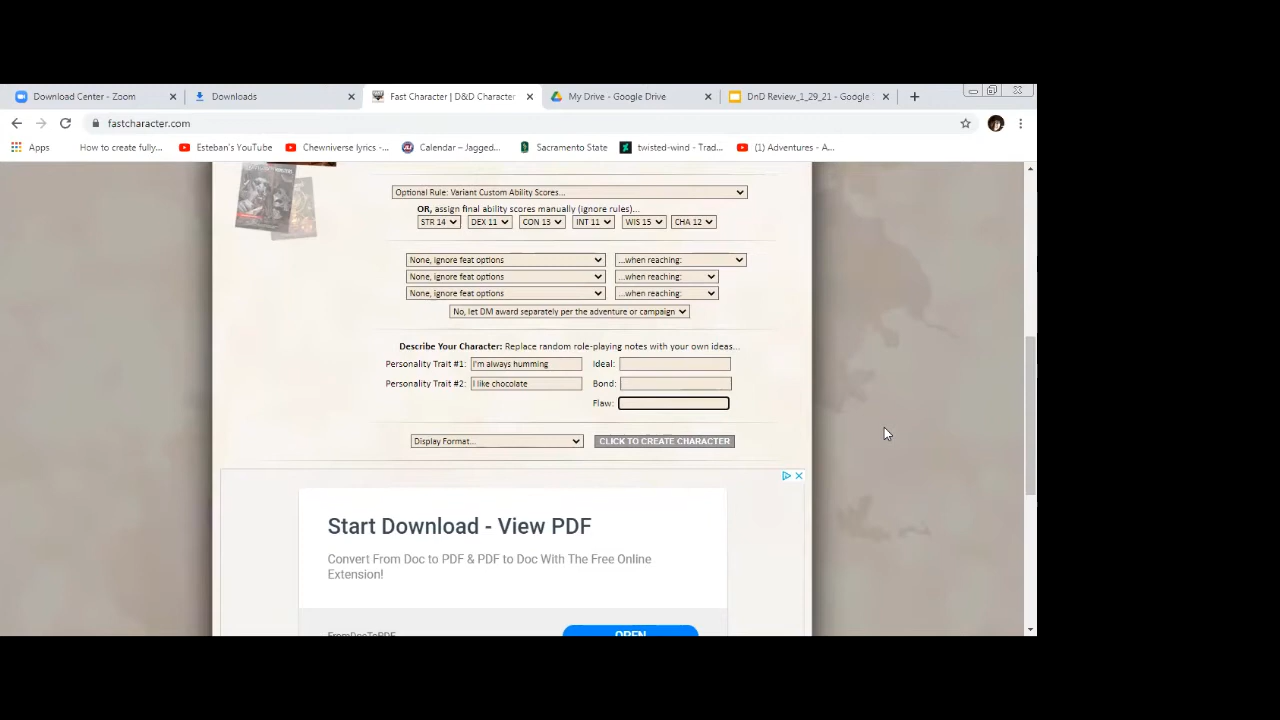 Download Center - Zoom
Downloads
Fast Character | D&D Character
My Drive - Google Drive
DnD Review_1_29_21 - Google
fastcharacter.com
Apps
How to create fully...
Esteban's YouTube
Chewniverse lyrics -...
Calendar – Jagged...
Sacramento State
twisted-wind - Trad...
(1) Adventures - A...
Optional Rule: Variant Custom Ability Scores...
OR, assign final ability scores manually (ignore rules)...
STR 14 DEX 11 CON 13 INT 11 WIS 15 CHA 12
None, ignore feat options ...when reaching:
None, ignore feat options ...when reaching:
None, ignore feat options ...when reaching:
No, let DM award separately per the adventure or campaign
Describe Your Character: Replace random role-playing notes with your own ideas...
Personality Trait #1: I'm always humming Ideal:
Personality Trait #2: I like chocolate Bond:
Flaw:
Display Format... CLICK TO CREATE CHARACTER
Start Download - View PDF
Convert From Doc to PDF & PDF to Doc With The Free Online
Extension!
FromDocToPDF
OPEN